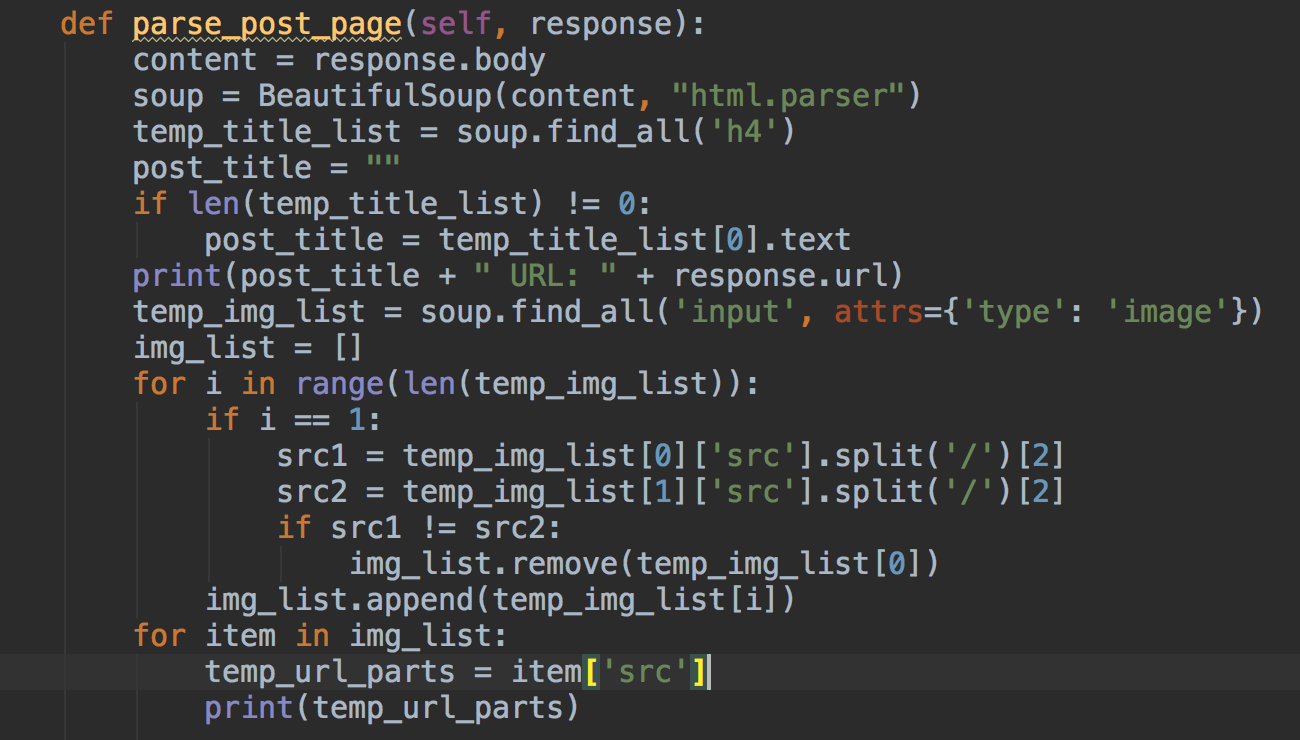 def parse_post_page(self, response):
    content = response.body
    soup = BeautifulSoup(content, "html.parser")
    temp_title_list = soup.find_all('h4')
    post_title = ""
    if len(temp_title_list) != 0:
        post_title = temp_title_list[0].text
    print(post_title + " URL: " + response.url)
    temp_img_list = soup.find_all('input', attrs={'type': 'image'})
    img_list = []
    for i in range(len(temp_img_list)):
        if i == 1:
            src1 = temp_img_list[0]['src'].split('/')[2]
            src2 = temp_img_list[1]['src'].split('/')[2]
            if src1 != src2:
                img_list.remove(temp_img_list[0])
        img_list.append(temp_img_list[i])
    for item in img_list:
        temp_url_parts = item['src']
        print(temp_url_parts)